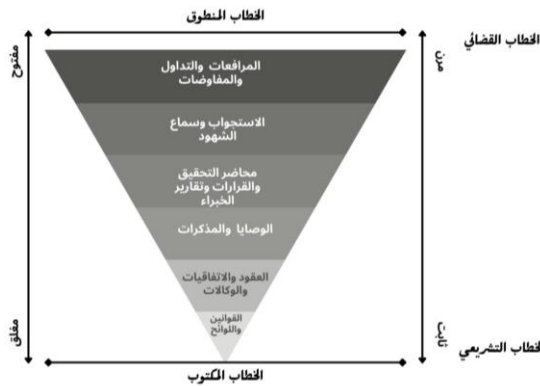 الخطاب المنطوق
الخطاب القضائي
مفتوح
مرن
المرافعات والتداول
والمفاوضات
الاستجواب وسماع
الشهود
محاضر التحقيق
والقرارات وتقارير
الخبراء
الوصايا والمذكرات
العقود والاتفاقيات
والوكالات
القوانين
واللوائح
مغلق
ثابت
لخطاب التشريعي
الخطاب المكتوب